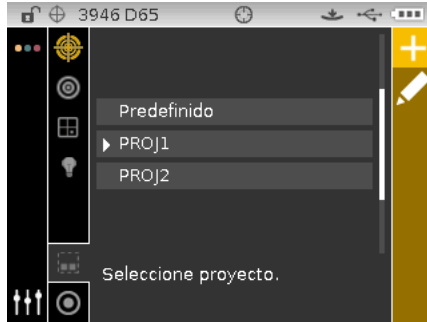 3946 D65
Predefinido
PROJ1
PROJ2
Seleccione proyecto.